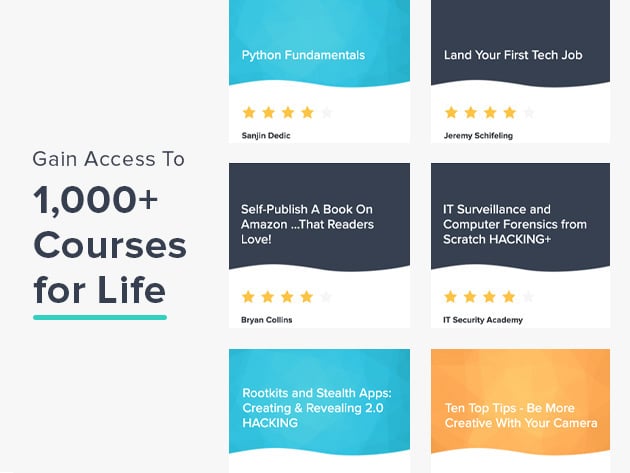 Gain Access To
1,000+
Courses
for Life
Python Fundamentals
Sanjin Dedic
Land Your First Tech Job
Jeremy Schifeling
Self-Publish A Book On
Amazon ...That Readers
Love!
Bryan Collins
IT Surveillance and
Computer Forensics from
Scratch HACKING+
IT Security Academy
Rootkits and Stealth Apps:
Creating & Revealing 2.0
HACKING
Ten Top Tips - Be More
Creative With Your Camera